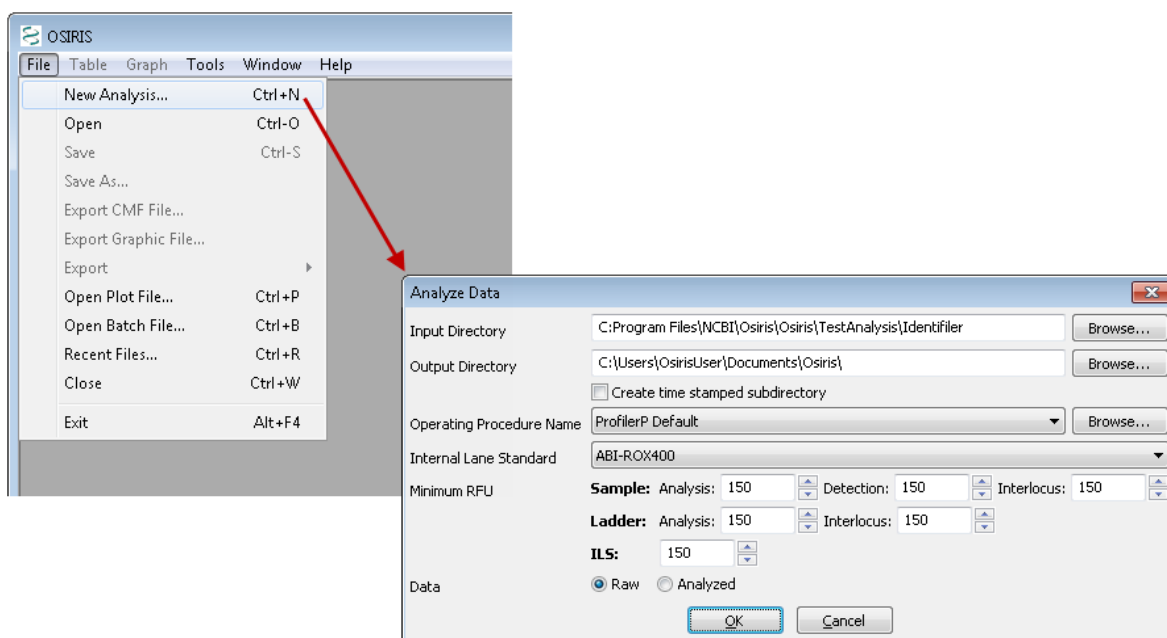 OSIRIS
File Table Graph Tools Window Help
New Analysis... Ctrl+N
Open Ctrl-O
Save Ctrl-S
Save As...
Export CMF File...
Export Graphic File...
Export
Open Plot File... Ctrl+P
Open Batch File... Ctrl+B
Recent Files... Ctrl+R
Close Ctrl+W
Exit Alt+F4
Analyze Data
Input Directory C:Program Files\NCBI\Osiris\Osiris\TestAnalysis\Identifiler Browse...
Output Directory C:\Users\OsirisUser\Documents\Osiris\ Browse...
Create time stamped subdirectory
Operating Procedure Name ProfilerP Default Browse...
Internal Lane Standard ABI-ROX400
Minimum RFU Sample: Analysis: 150 Detection: 150 Interlocus: 150
Ladder: Analysis: 150 Interlocus: 150
ILS: 150
Data Raw Analyzed
OK Cancel